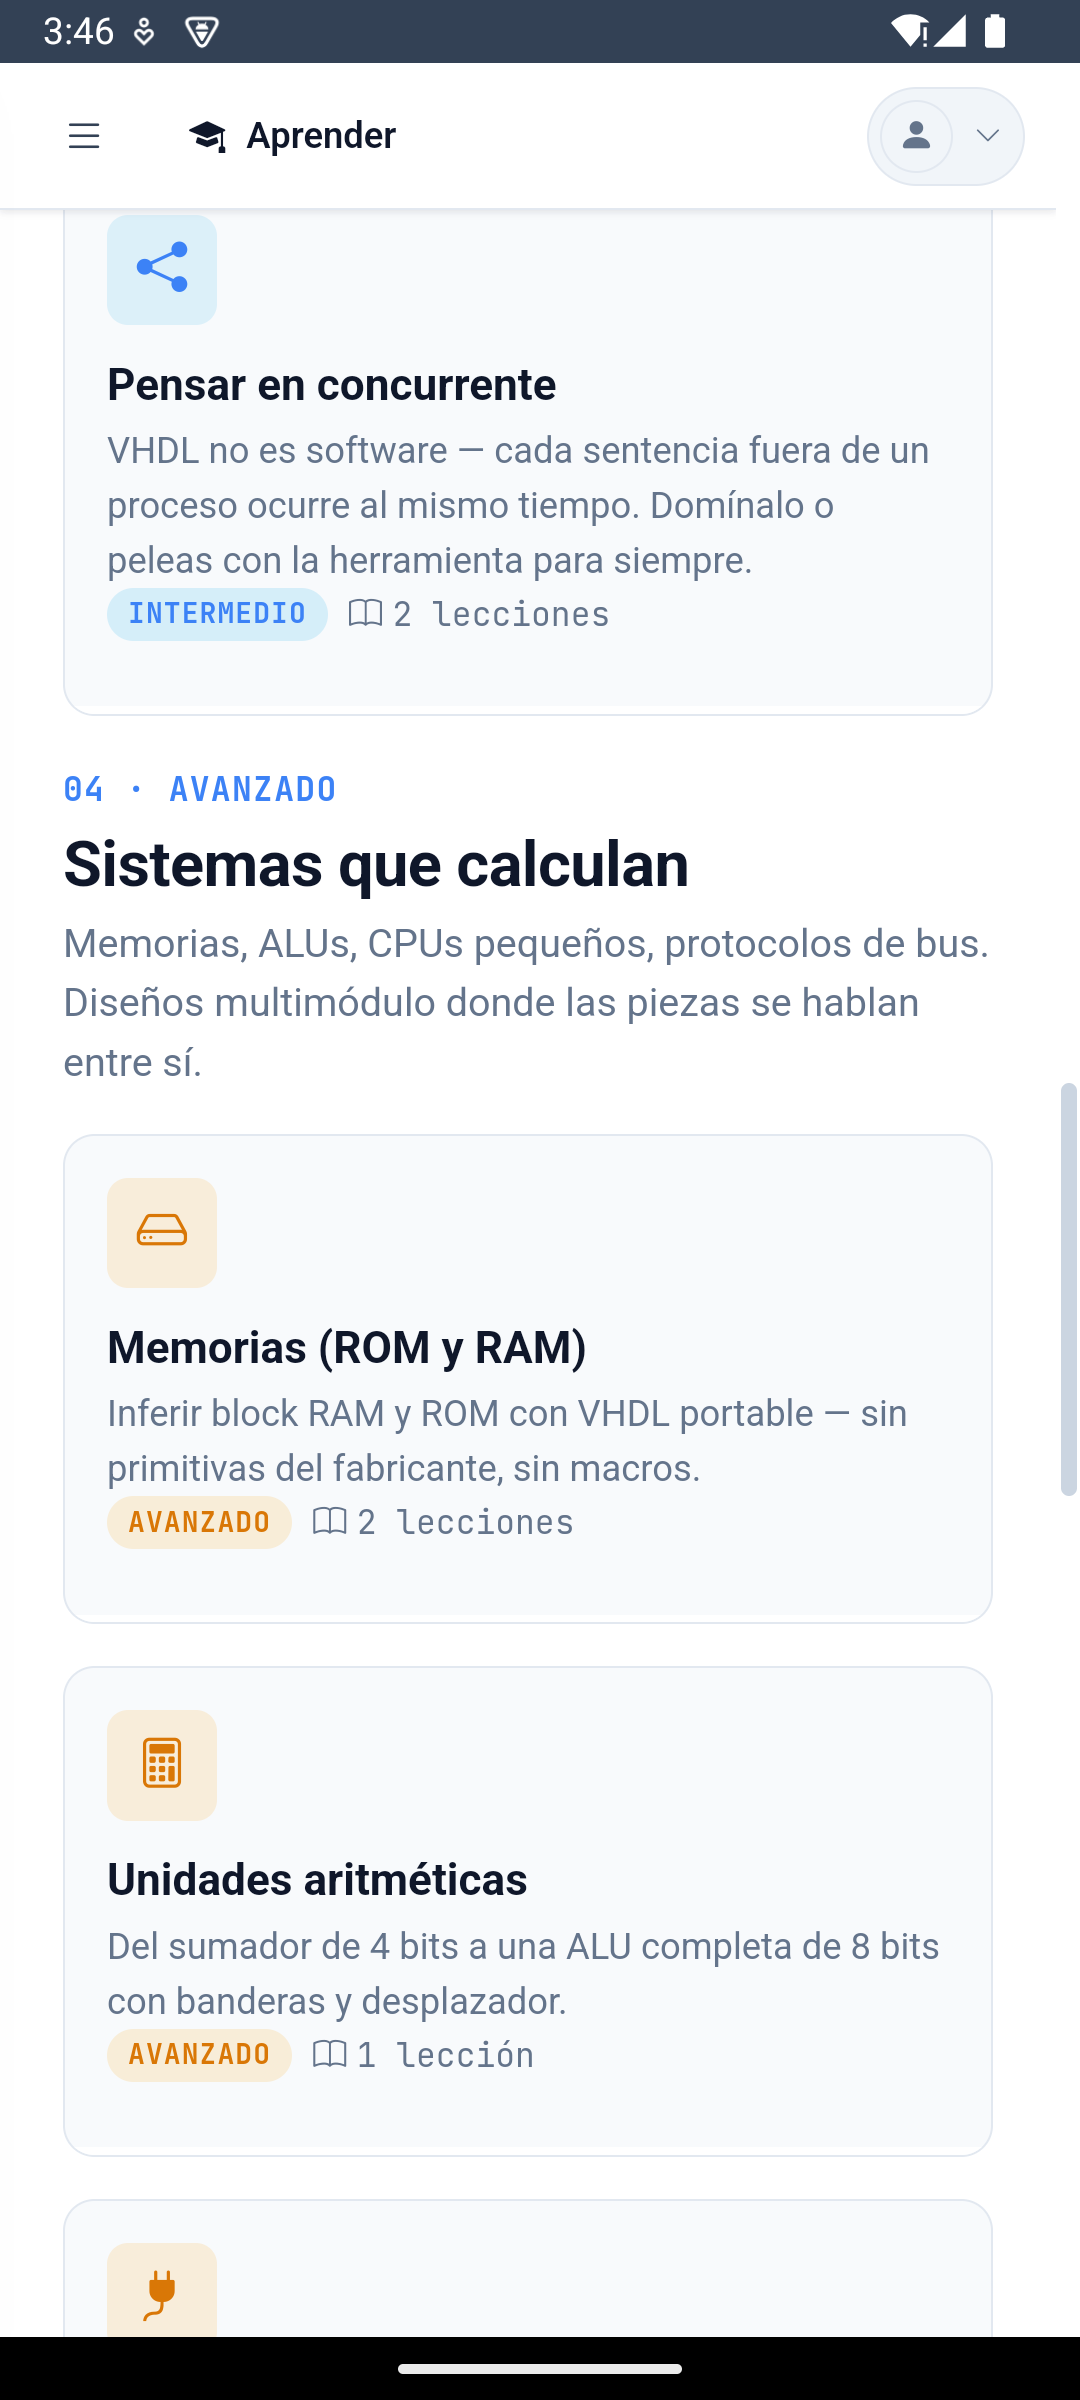 3:46
Aprender
Pensar en concurrente
VHDL no es software — cada sentencia fuera de un
proceso ocurre al mismo tiempo. Domínalo o
peleas con la herramienta para siempre.
INTERMEDIO 2 lecciones
04 · AVANZADO
Sistemas que calculan
Memorias, ALUs, CPUs pequeños, protocolos de bus.
Diseños multimódulo donde las piezas se hablan
entre sí.
Memorias (ROM y RAM)
Inferir block RAM y ROM con VHDL portable — sin
primitivas del fabricante, sin macros.
AVANZADO 2 lecciones
Unidades aritméticas
Del sumador de 4 bits a una ALU completa de 8 bits
con banderas y desplazador.
AVANZADO 1 lección